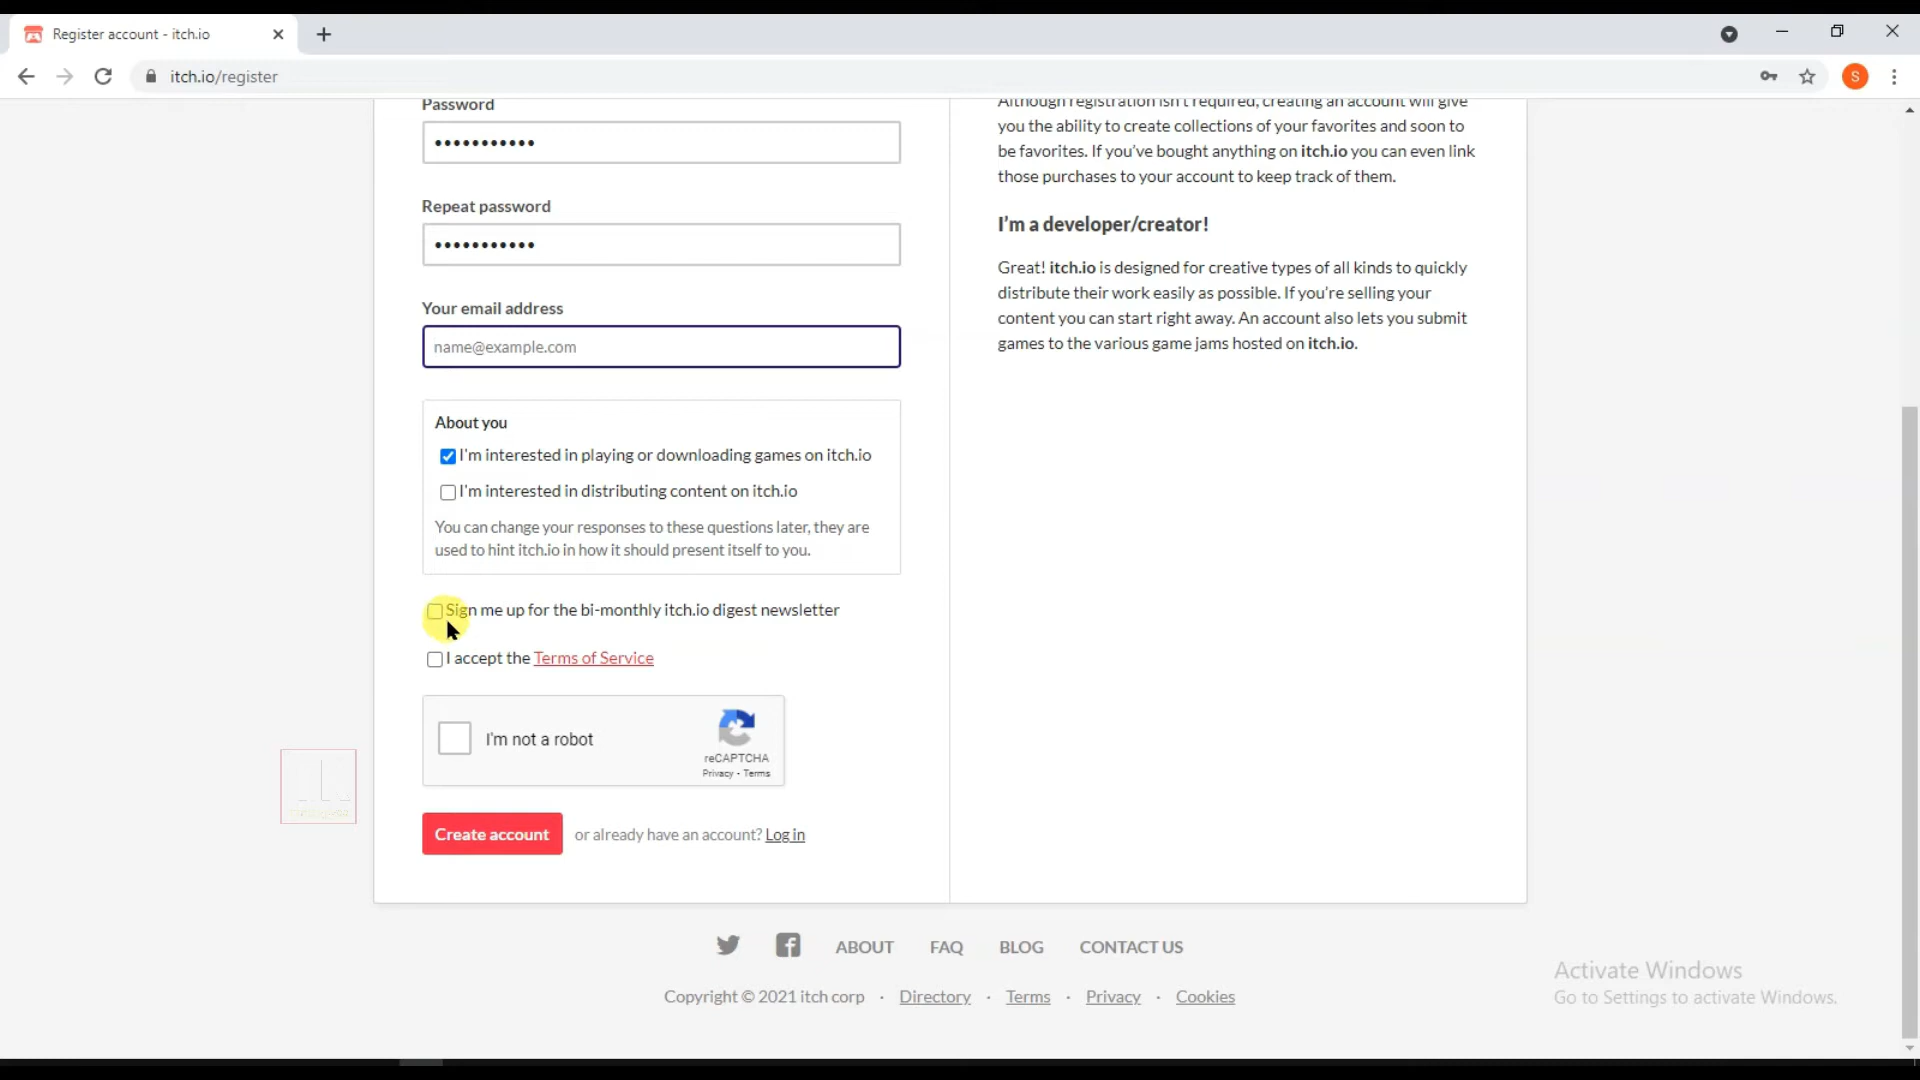 Register account - itch.io
itch.io/register
S
Password
•••••••••••
Repeat password
•••••••••••
Your email address
name@example.com
About you
I'm interested in playing or downloading games on itch.io
I'm interested in distributing content on itch.io
You can change your responses to these questions later, they are
used to hint itch.io in how it should present itself to you.
Sign me up for the bi-monthly itch.io digest newsletter
I accept the Terms of Service
I'm not a robot
reCAPTCHA
Privacy - Terms
Create account or already have an account? Log in
Although registration isn't required, creating an account will give
you the ability to create collections of your favorites and soon to
be favorites. If you've bought anything on itch.io you can even link
those purchases to your account to keep track of them.
I'm a developer/creator!
Great! itch.io is designed for creative types of all kinds to quickly
distribute their work easily as possible. If you're selling your
content you can start right away. An account also lets you submit
games to the various game jams hosted on itch.io.
ABOUT FAQ BLOG CONTACT US
Copyright © 2021 itch corp · Directory · Terms · Privacy · Cookies
Activate Windows
Go to Settings to activate Windows.